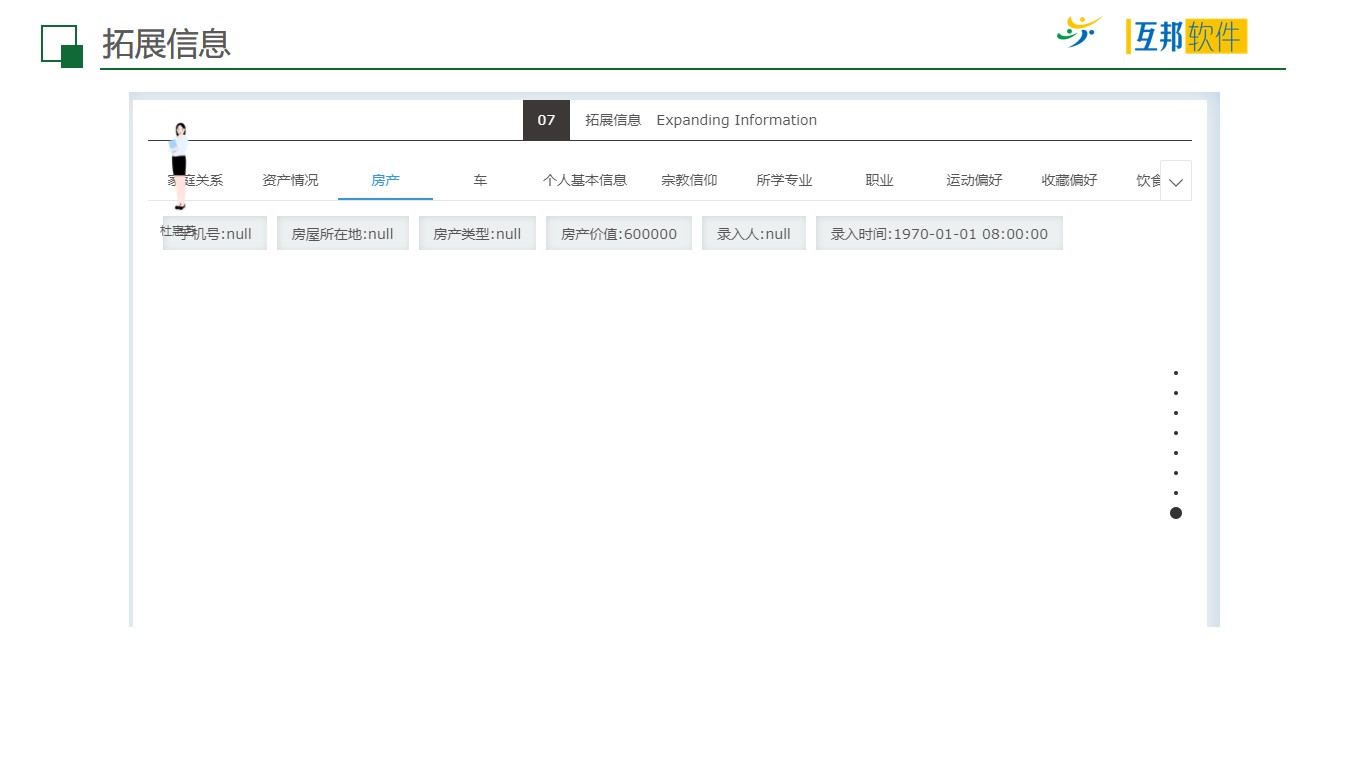 拓展信息
互邦软件
07 拓展信息 Expanding Information
家庭关系 资产情况 房产 车 个人基本信息 宗教信仰 所学专业 职业 运动偏好 收藏偏好 饮食
手机号:null 房屋所在地:null 房产类型:null 房产价值:600000 录入人:null 录入时间:1970-01-01 08:00:00